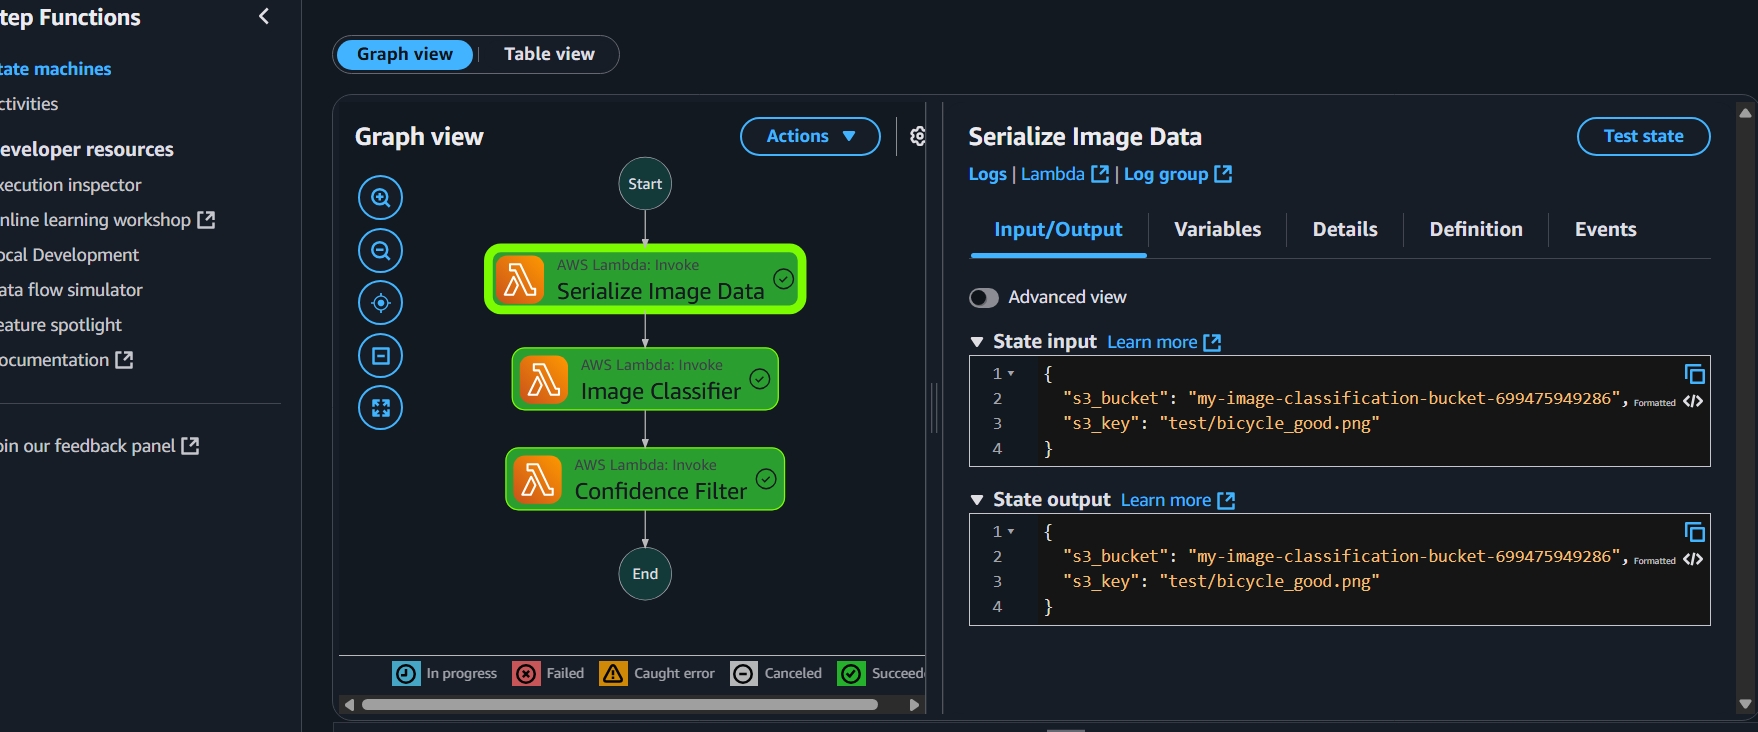 tep Functions
tate machines
ctivities
eveloper resources
xecution inspector
nline learning workshop
ocal Development
ata flow simulator
eature spotlight
ocumentation
oin our feedback panel
Graph view
Table view
Graph view
Actions
Start
AWS Lambda: Invoke
Serialize Image Data
AWS Lambda: Invoke
Image Classifier
AWS Lambda: Invoke
Confidence Filter
End
In progress
Failed
Caught error
Canceled
Succeede
Serialize Image Data
Test state
Logs | Lambda | Log group
Input/Output
Variables
Details
Definition
Events
Advanced view
State input Learn more
1 {
2 "s3_bucket": "my-image-classification-bucket-699475949286",
3 "s3_key": "test/bicycle_good.png"
4 }
Formatted
State output Learn more
1 {
2 "s3_bucket": "my-image-classification-bucket-699475949286",
3 "s3_key": "test/bicycle_good.png"
4 }
Formatted